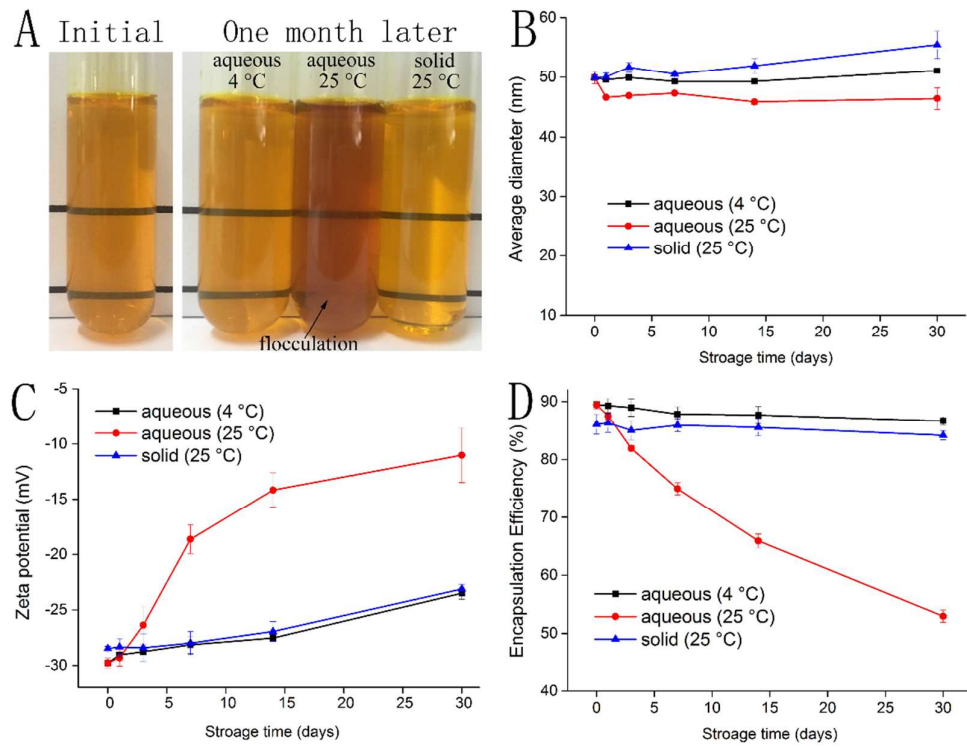 A
Initial
One month later
aqueous
4 °C
aqueous
25 °C
solid
25 °C
flocculation
B
60
50
40
30
20
10
0
5
10
15
20
25
30
Average diameter (nm)
Stroage time (days)
aqueous (4 °C)
aqueous (25 °C)
solid (25 °C)
C
-5
-10
-15
-20
-25
-30
0
5
10
15
20
25
30
Zeta potential (mV)
Stroage time (days)
aqueous (4 °C)
aqueous (25 °C)
solid (25 °C)
D
90
80
70
60
50
40
0
5
10
15
20
25
30
Encapsulation Efficiency (%)
Stroage time (days)
aqueous (4 °C)
aqueous (25 °C)
solid (25 °C)